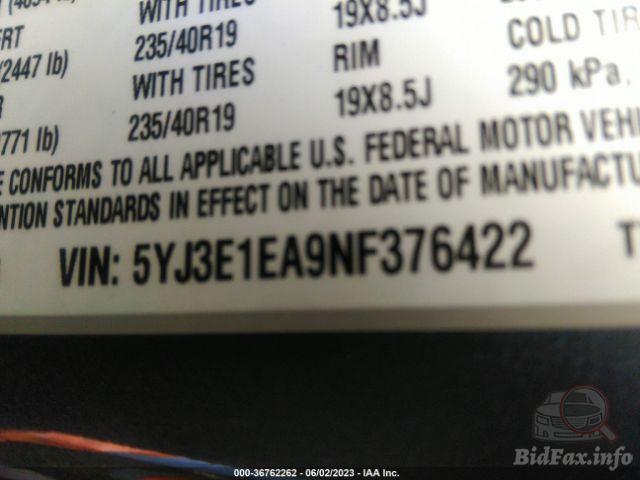 WITH TIRES 19X8.5J
ERT 235/40R19 RIM COLD TIR
(2447 lb) WITH TIRES 19X8.5J 290 kPa,
R 235/40R19
771 lb)
E CONFORMS TO ALL APPLICABLE U.S. FEDERAL MOTOR VEHI
NTION STANDARDS IN EFFECT ON THE DATE OF MANUFACTU
VIN: 5YJ3E1EA9NF376422 T
BidFax.info
000-36762262 - 06/02/2023 - IAA Inc.